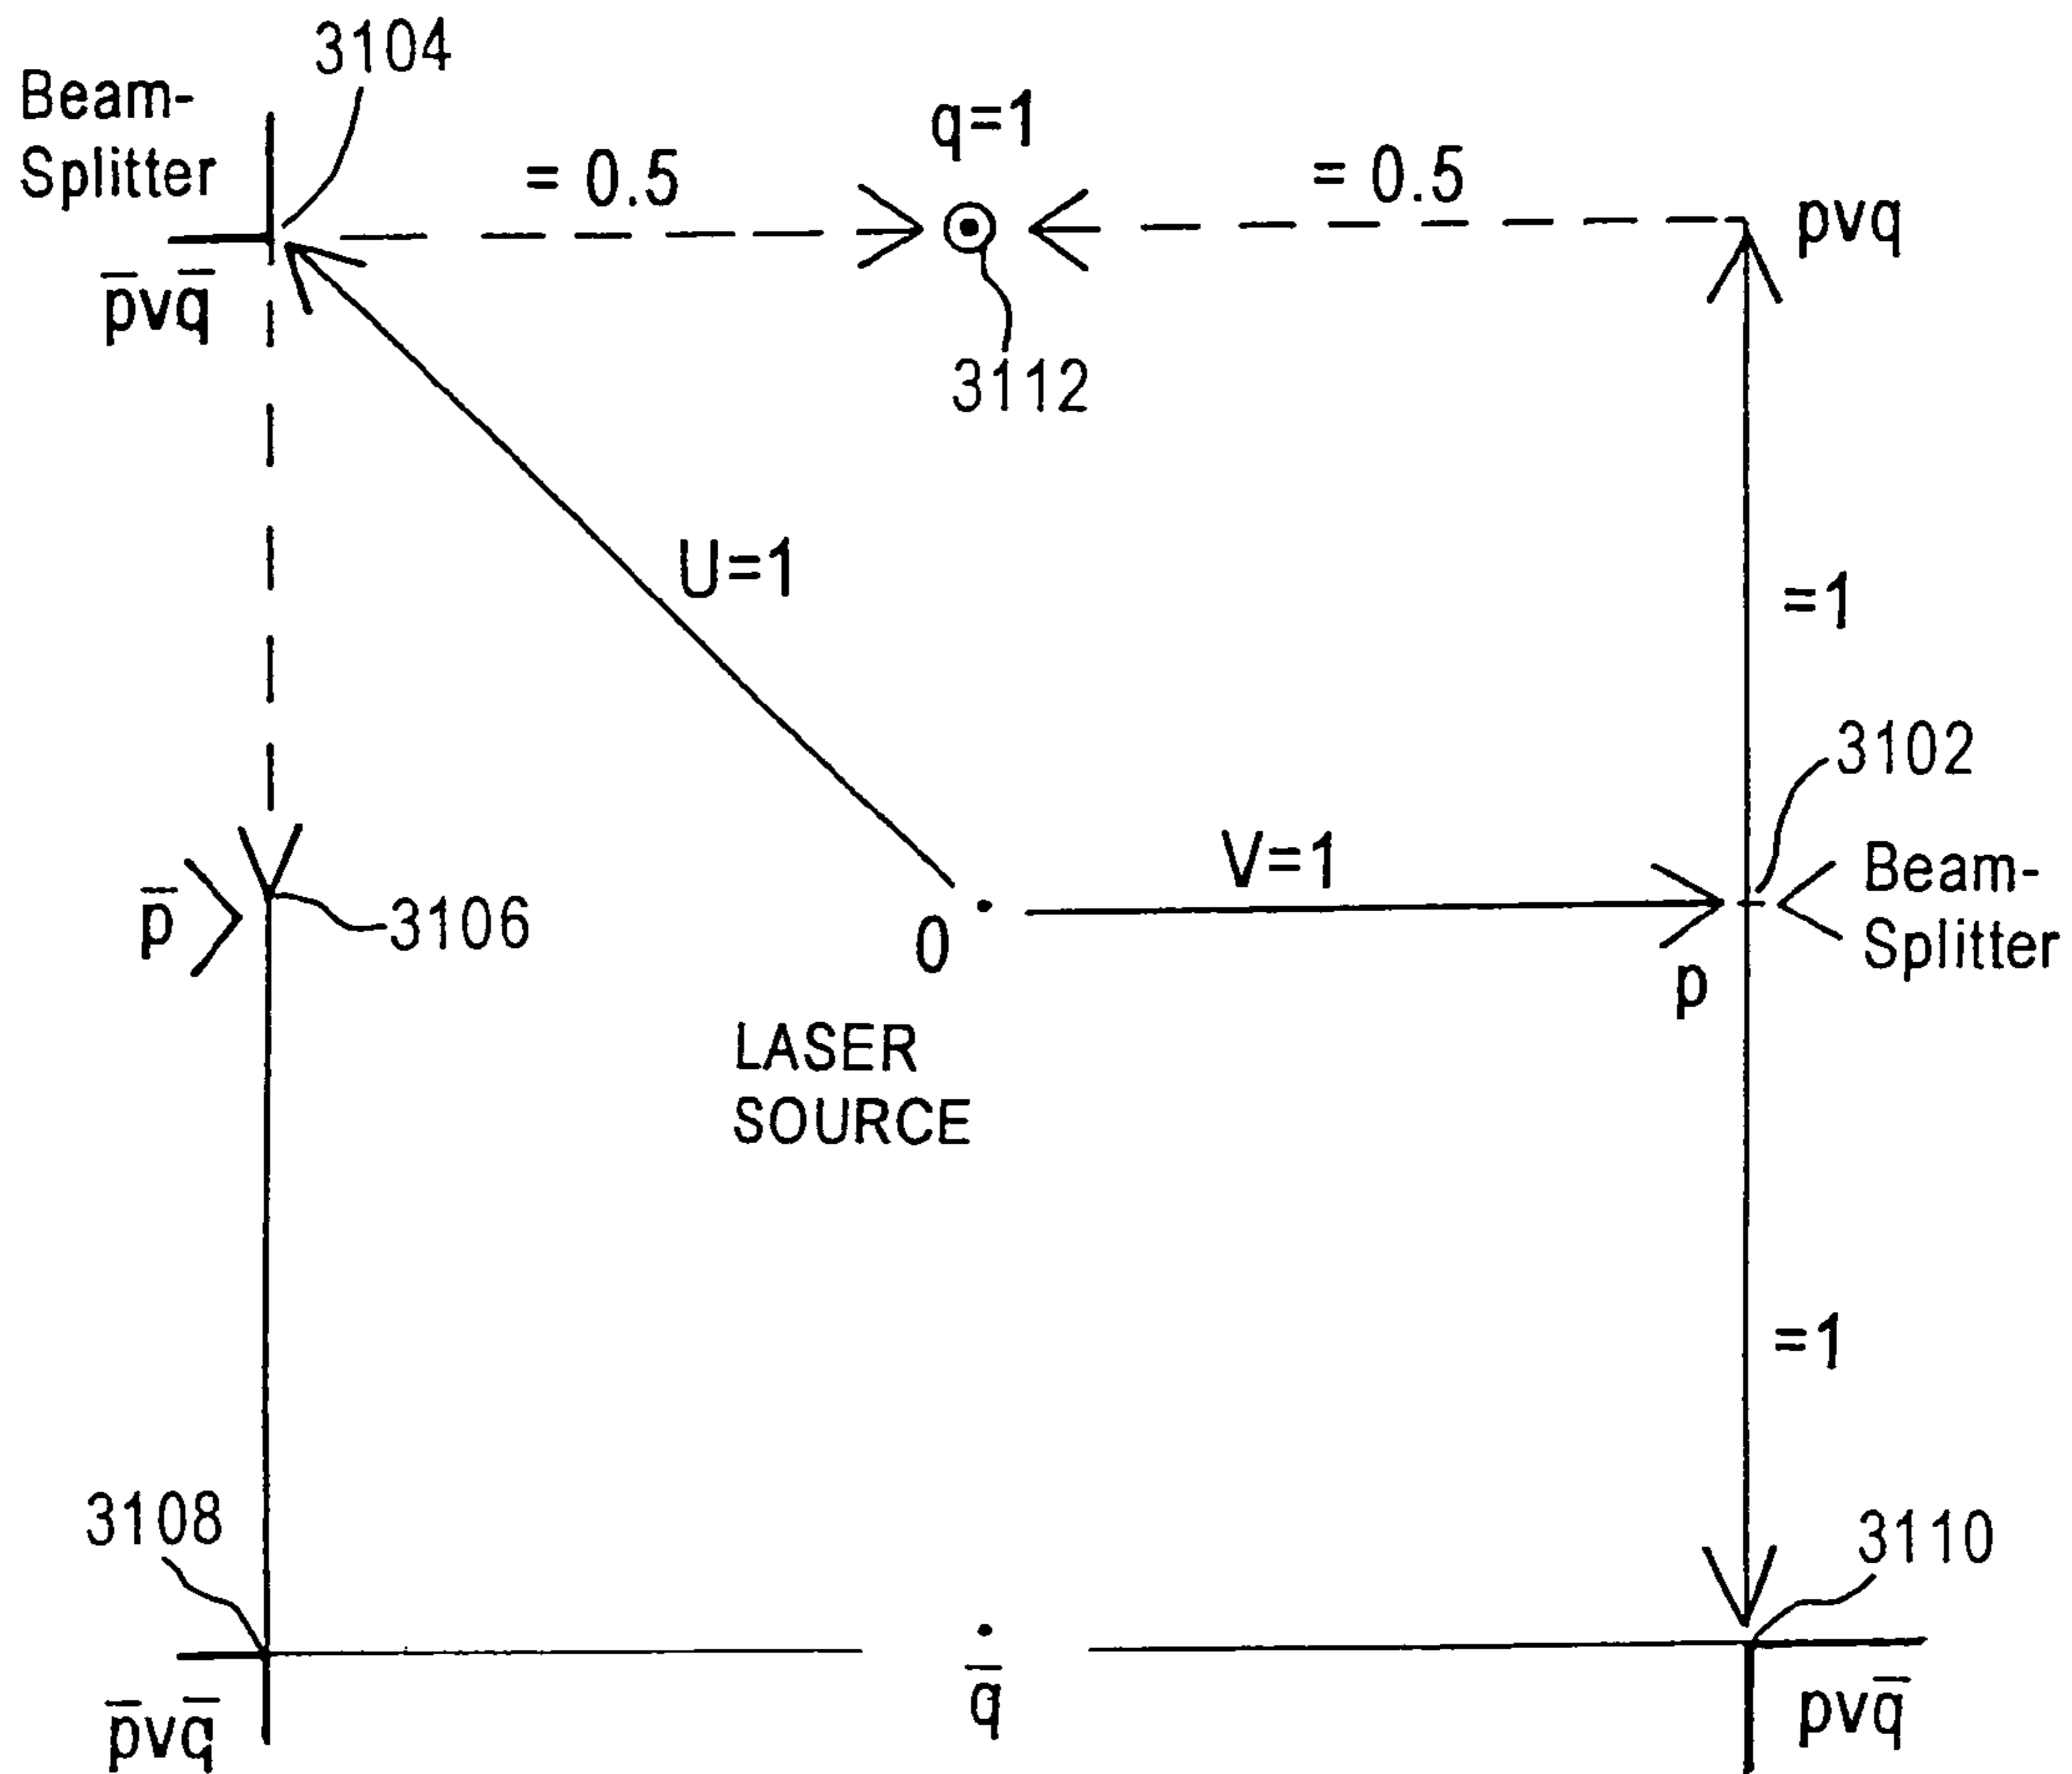 3104
Beam-
Splitter
= 0.5
q=1
= 0.5
pvq
p̅vq̅
3112
U=1
=1
3102
V=1
Beam-
Splitter
p̅
3106
0
p
LASER
SOURCE
=1
3108
3110
q̅
p̅vq̅
pvq̅